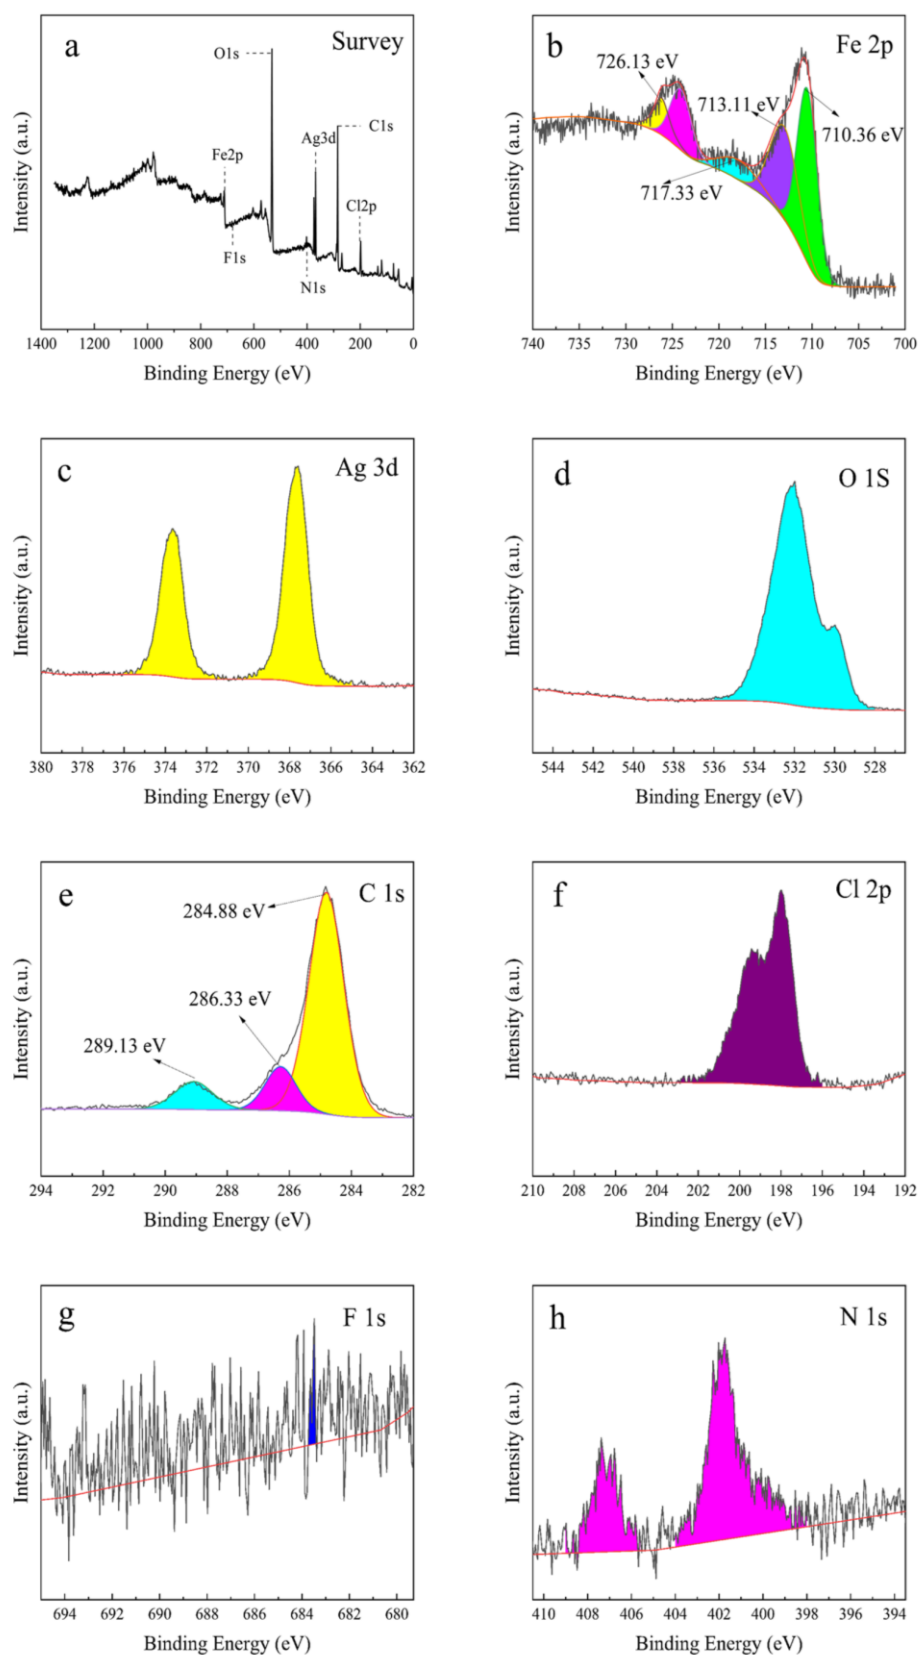 a
Survey
O1s
C1s
Ag3d
Fe2p
Cl2p
F1s
N1s
Intensity (a.u.)
1400 1200 1000 800 600 400 200 0
Binding Energy (eV)
b
Fe 2p
726.13 eV
713.11 eV
710.36 eV
717.33 eV
Intensity (a.u.)
740 735 730 725 720 715 710 705 700
Binding Energy (eV)
c
Ag 3d
Intensity (a.u.)
380 378 376 374 372 370 368 366 364 362
Binding Energy (eV)
d
O 1S
Intensity (a.u.)
544 542 540 538 536 534 532 530 528
Binding Energy (eV)
e
C 1s
284.88 eV
286.33 eV
289.13 eV
Intensity (a.u.)
294 292 290 288 286 284 282
Binding Energy (eV)
f
Cl 2p
Intensity (a.u.)
210 208 206 204 202 200 198 196 194 192
Binding Energy (eV)
g
F 1s
Intensity (a.u.)
694 692 690 688 686 684 682 680
Binding Energy (eV)
h
N 1s
Intensity (a.u.)
410 408 406 404 402 400 398 396 394
Binding Energy (eV)